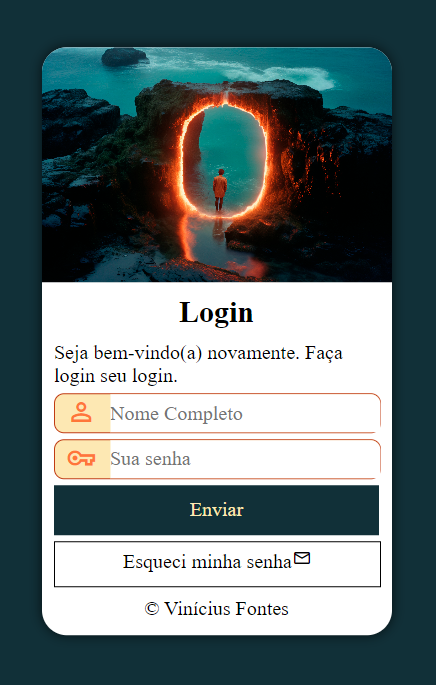 Login
Seja bem-vindo(a) novamente. Faça
login seu login.
Nome Completo
Sua senha
Enviar
Esqueci minha senha
© Vinícius Fontes